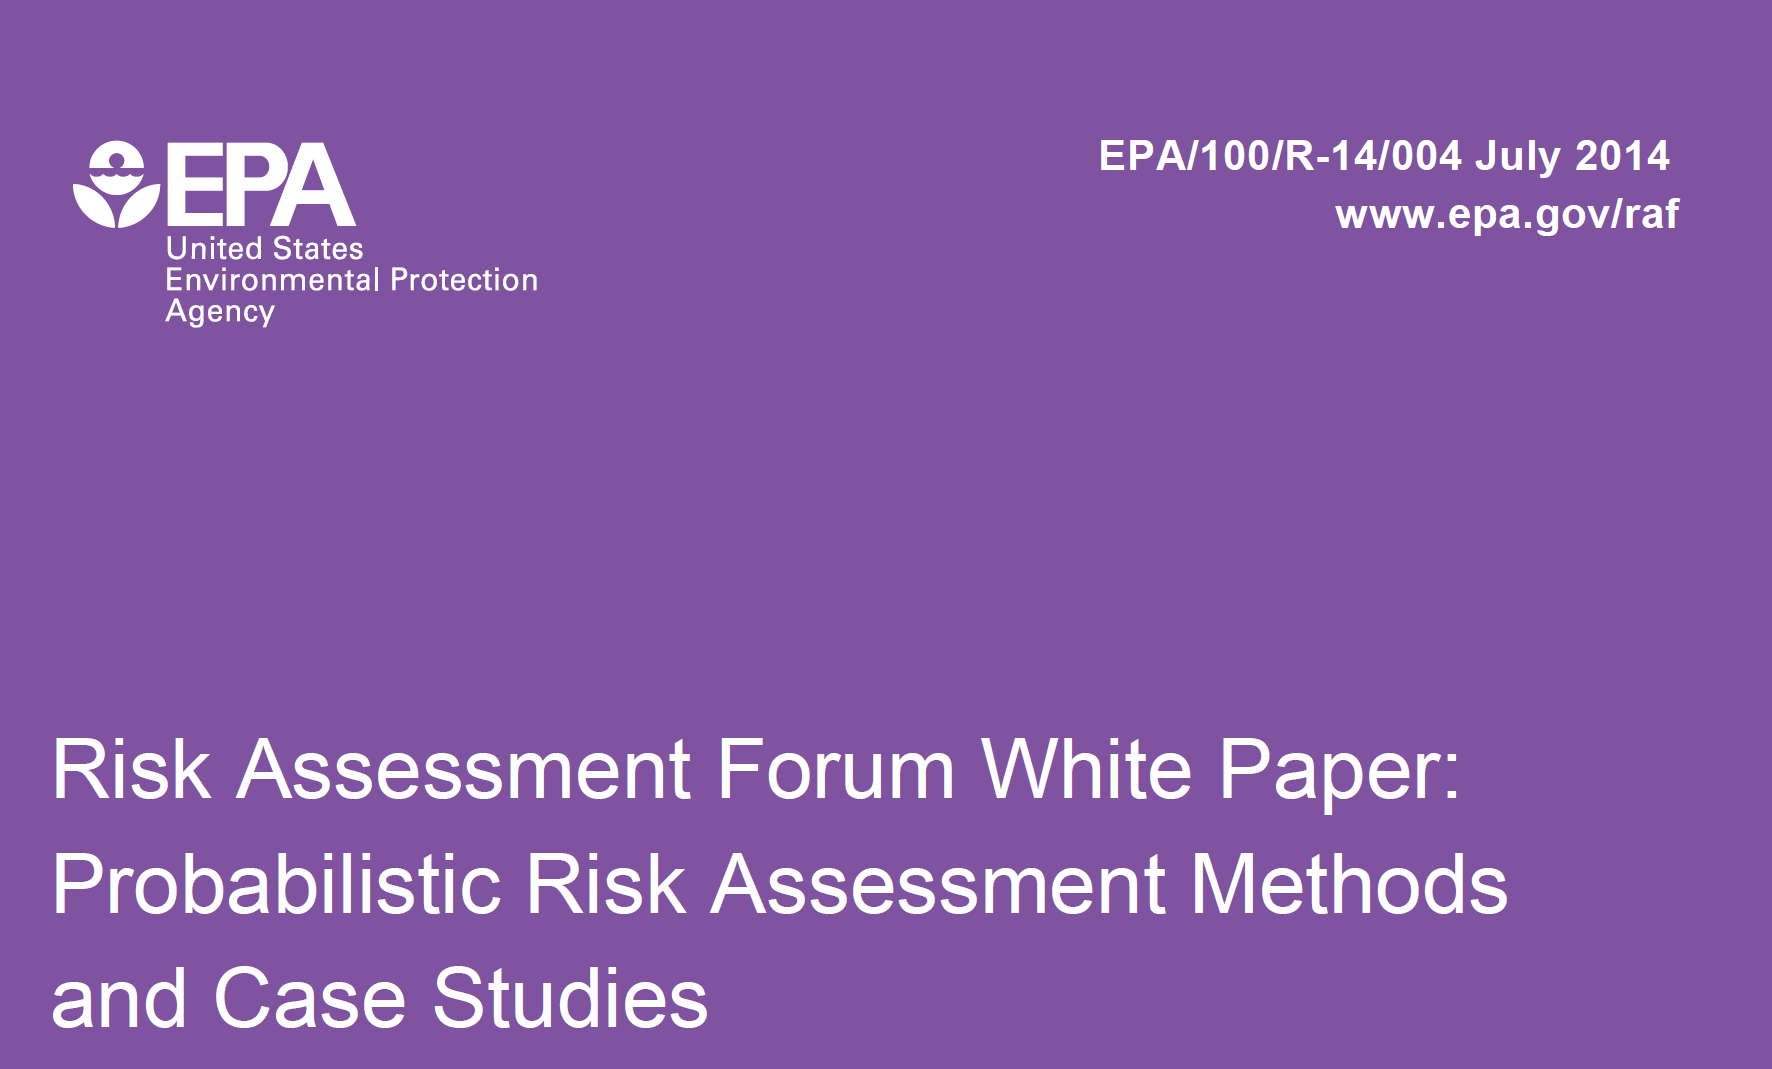 EPA
United States
Environmental Protection
Agency
EPA/100/R-14/004 July 2014
www.epa.gov/raf
Risk Assessment Forum White Paper:
Probabilistic Risk Assessment Methods
and Case Studies